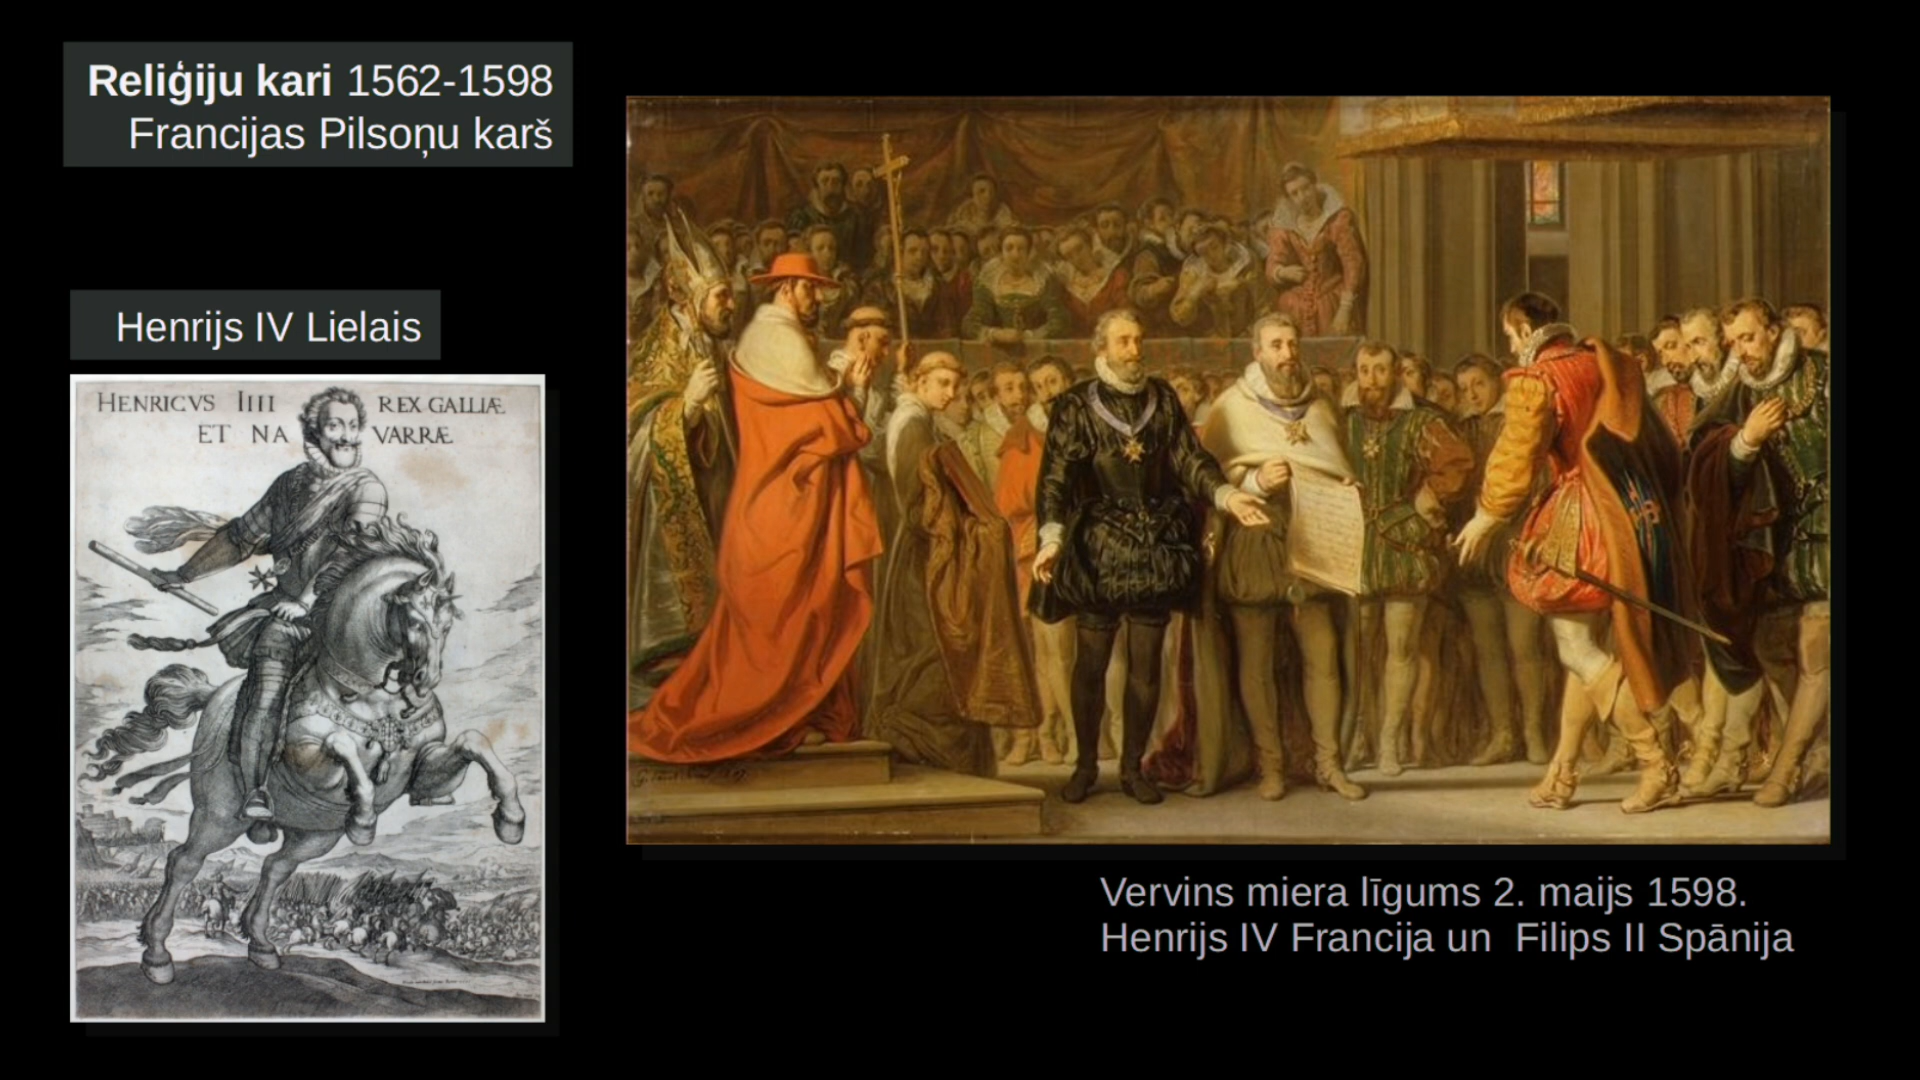 Reliģiju kari 1562-1598
Francijas Pilsoņu karš
Henrijs IV Lielais
HENRICVS IIII REX GALLIÆ
ET NA VARRÆ
Vervins miera līgums 2. maijs 1598.
Henrijs IV Francija un Filips II Spānija